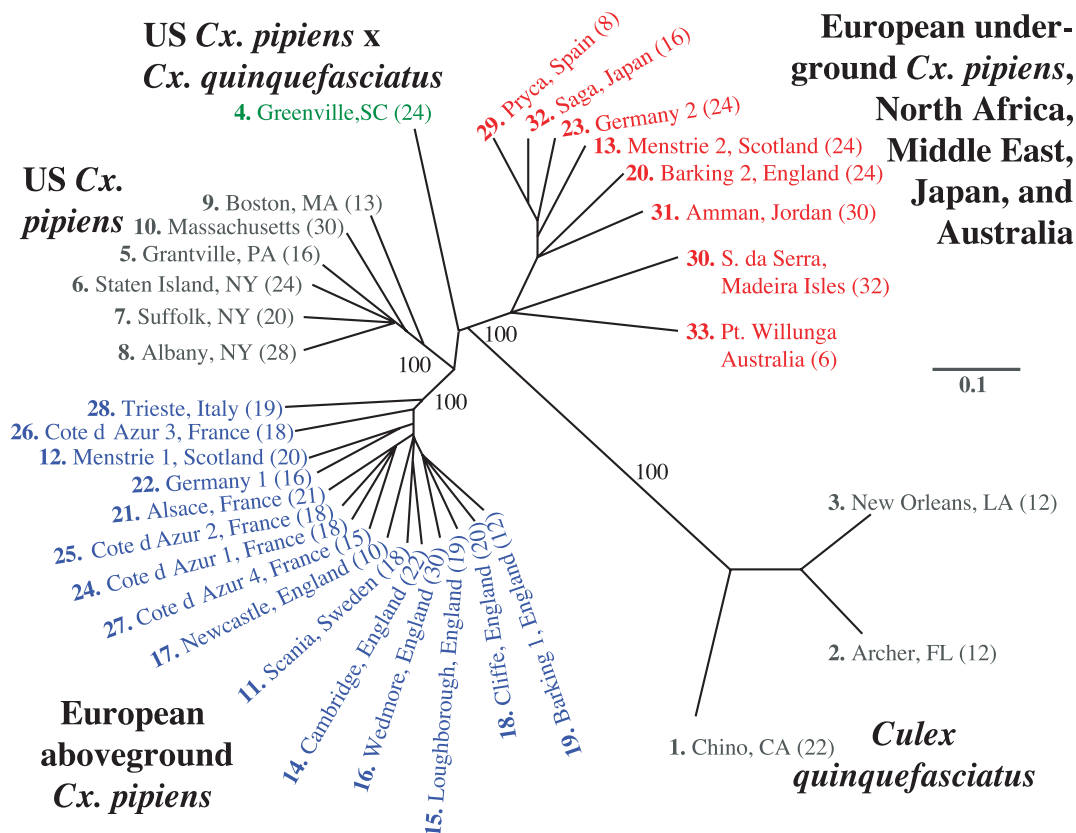 US Cx. pipiens x
Cx. quinquefasciatus
4. Greenville,SC (24)
US Cx.
pipiens
9. Boston, MA (13)
10. Massachusetts (30)
5. Grantville, PA (16)
6. Staten Island, NY (24)
7. Suffolk, NY (20)
8. Albany, NY (28)
European under-
ground Cx. pipiens,
North Africa,
Middle East,
Japan, and
Australia
29. Pryca, Spain (8)
32. Saga, Japan (16)
23. Germany 2 (24)
13. Menstrie 2, Scotland (24)
20. Barking 2, England (24)
31. Amman, Jordan (30)
30. S. da Serra,
Madeira Isles (32)
33. Pt. Willunga
Australia (6)
100
100
100
100
0.1
28. Trieste, Italy (19)
26. Cote d Azur 3, France (18)
12. Menstrie 1, Scotland (20)
22. Germany 1 (16)
21. Alsace, France (21)
25. Cote d Azur 2, France (18)
24. Cote d Azur 1, France (18)
27. Cote d Azur 4, France (15)
17. Newcastle, England (10)
11. Scania, Sweden (18)
14. Cambridge, England (22)
16. Wedmore, England (30)
15. Loughborough, England (19)
18. Cliffe, England (20)
19. Barking 1, England (12)
European
aboveground
Cx. pipiens
3. New Orleans, LA (12)
2. Archer, FL (12)
1. Chino, CA (22)
Culex
quinquefasciatus